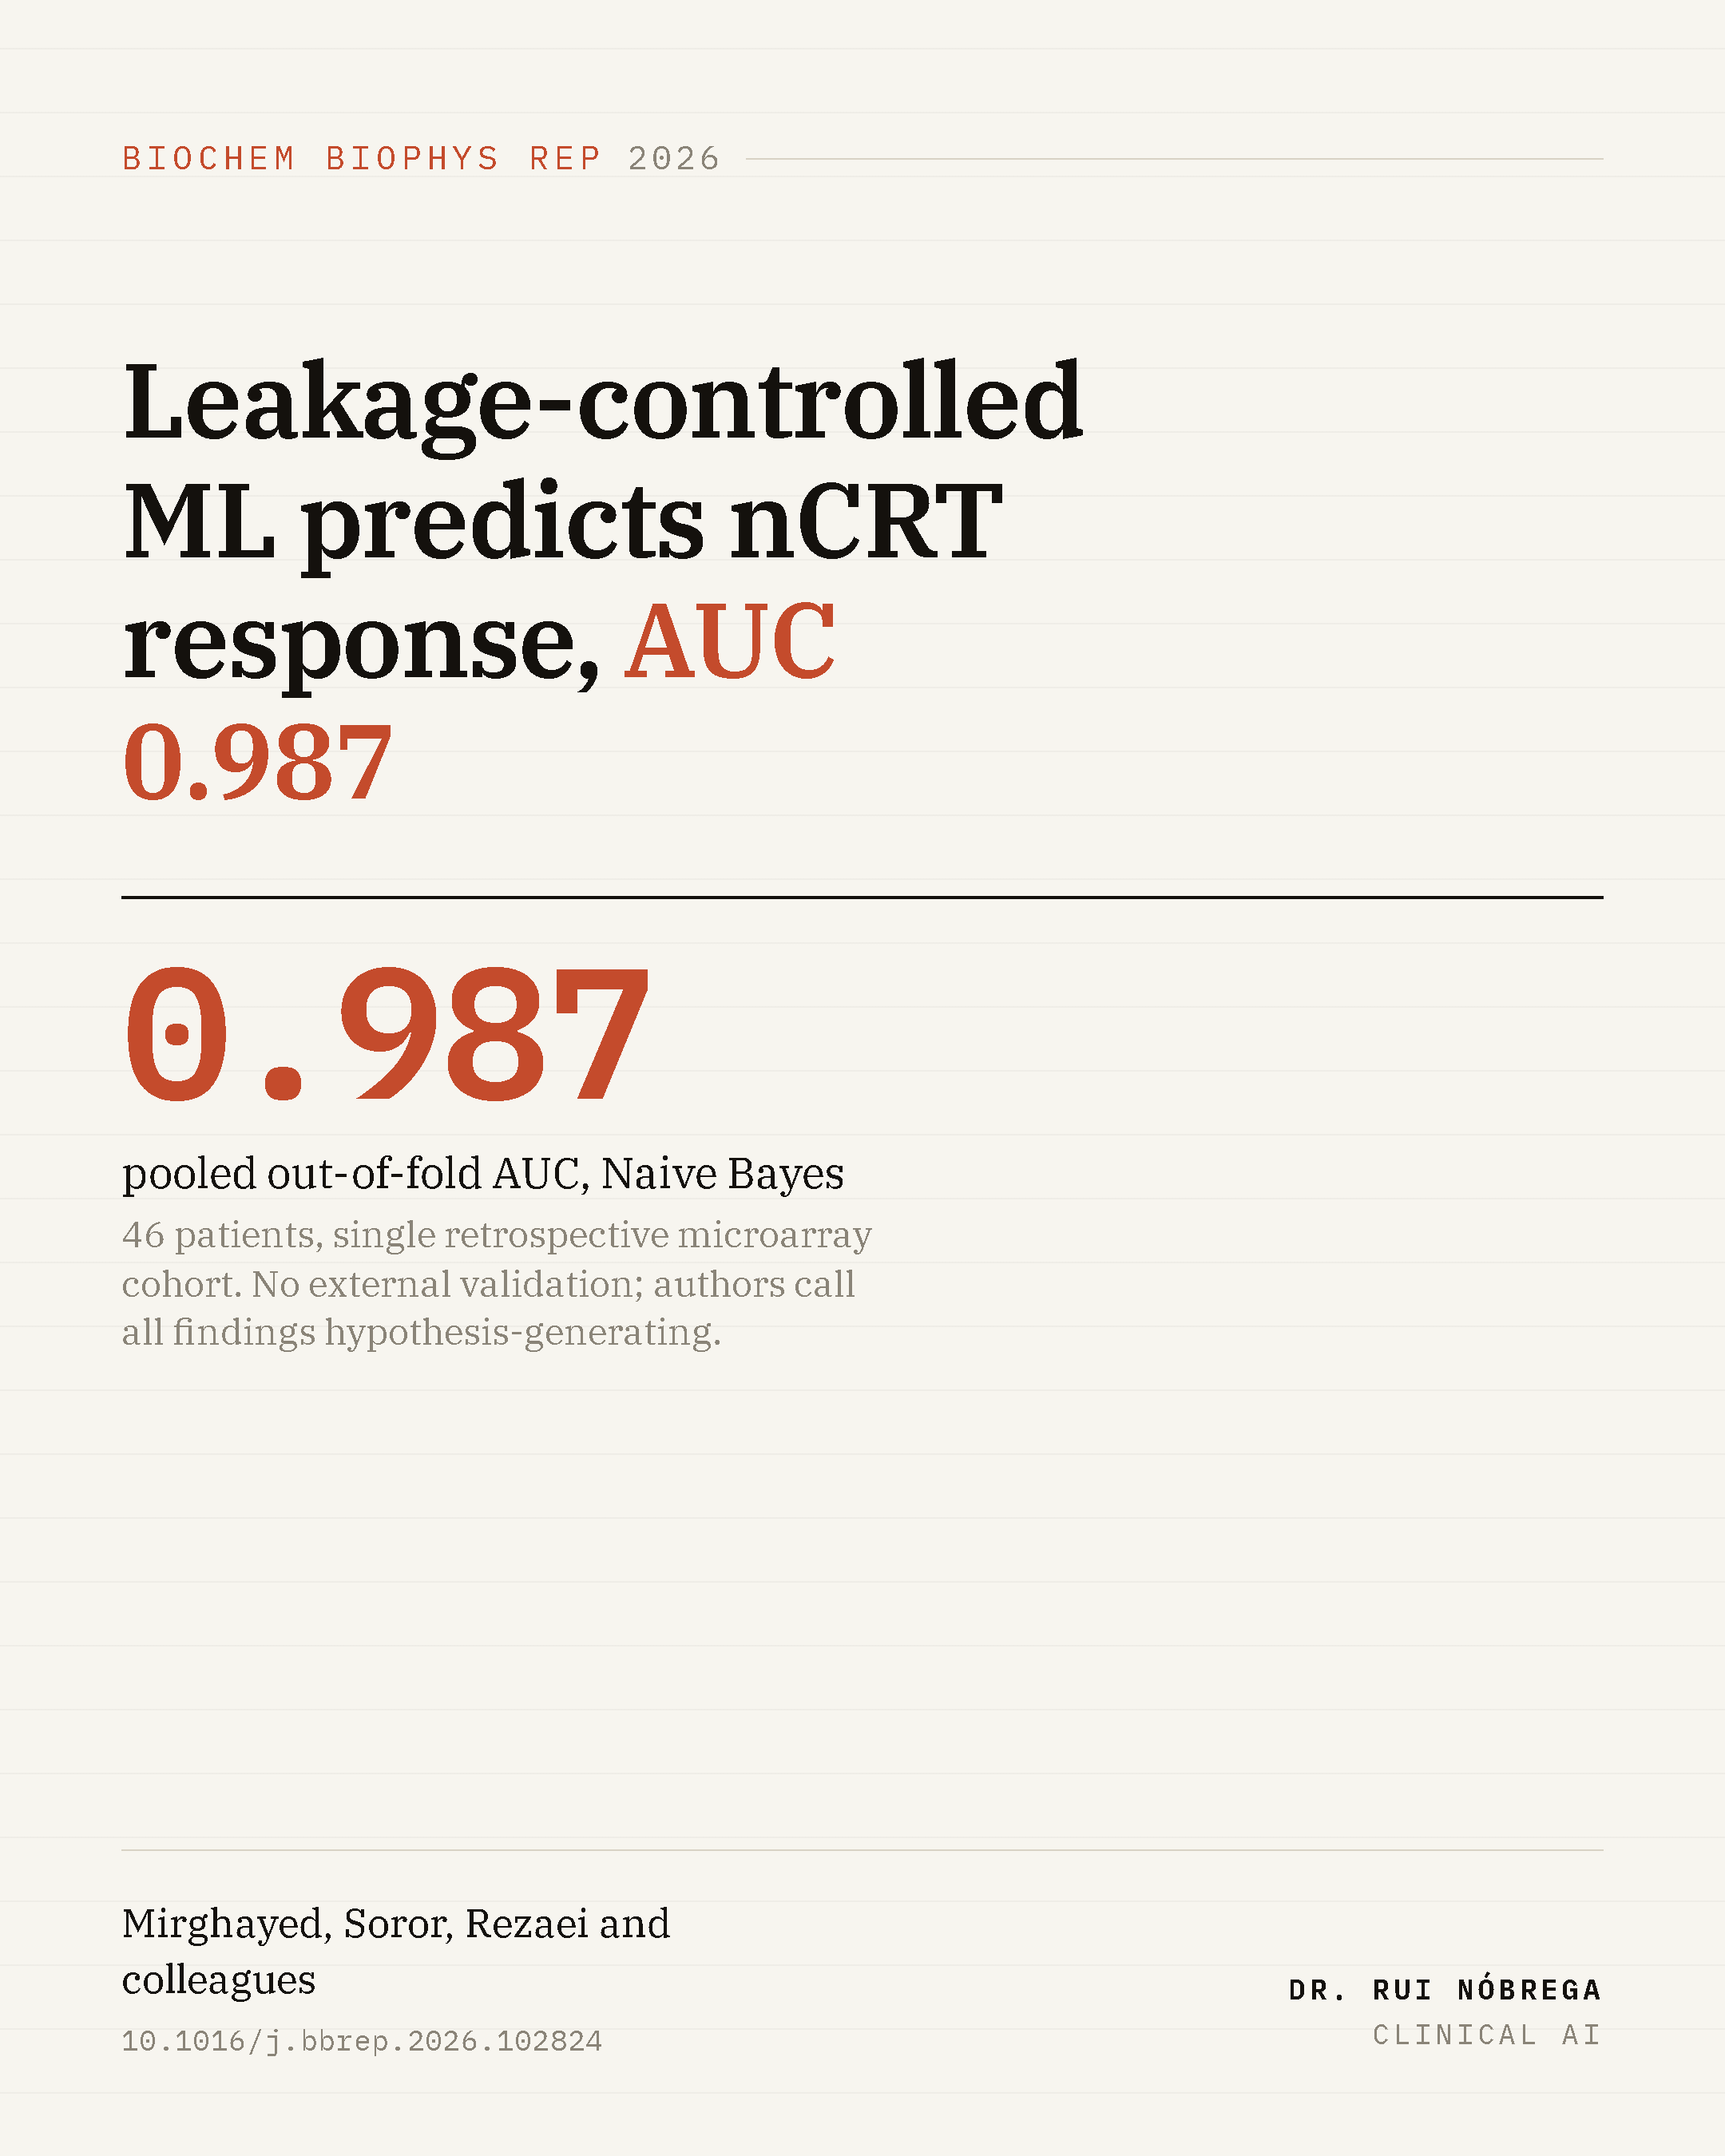 BIOCHEM BIOPHYS REP 2026
Leakage-controlled
ML predicts nCRT
response, AUC
0.987
0.987
pooled out-of-fold AUC, Naive Bayes
46 patients, single retrospective microarray
cohort. No external validation; authors call
all findings hypothesis-generating.
Mirghayed, Soror, Rezaei and
colleagues
10.1016/j.bbrep.2026.102824
DR. RUI NÓBREGA
CLINICAL AI